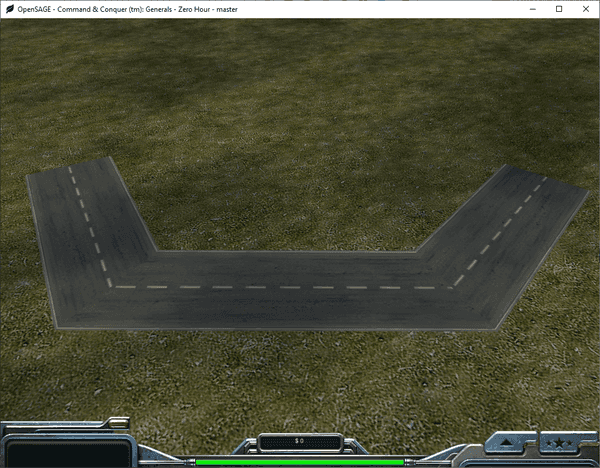 OpenSAGE - Command & Conquer (tm): Generals - Zero Hour - master
$ 0